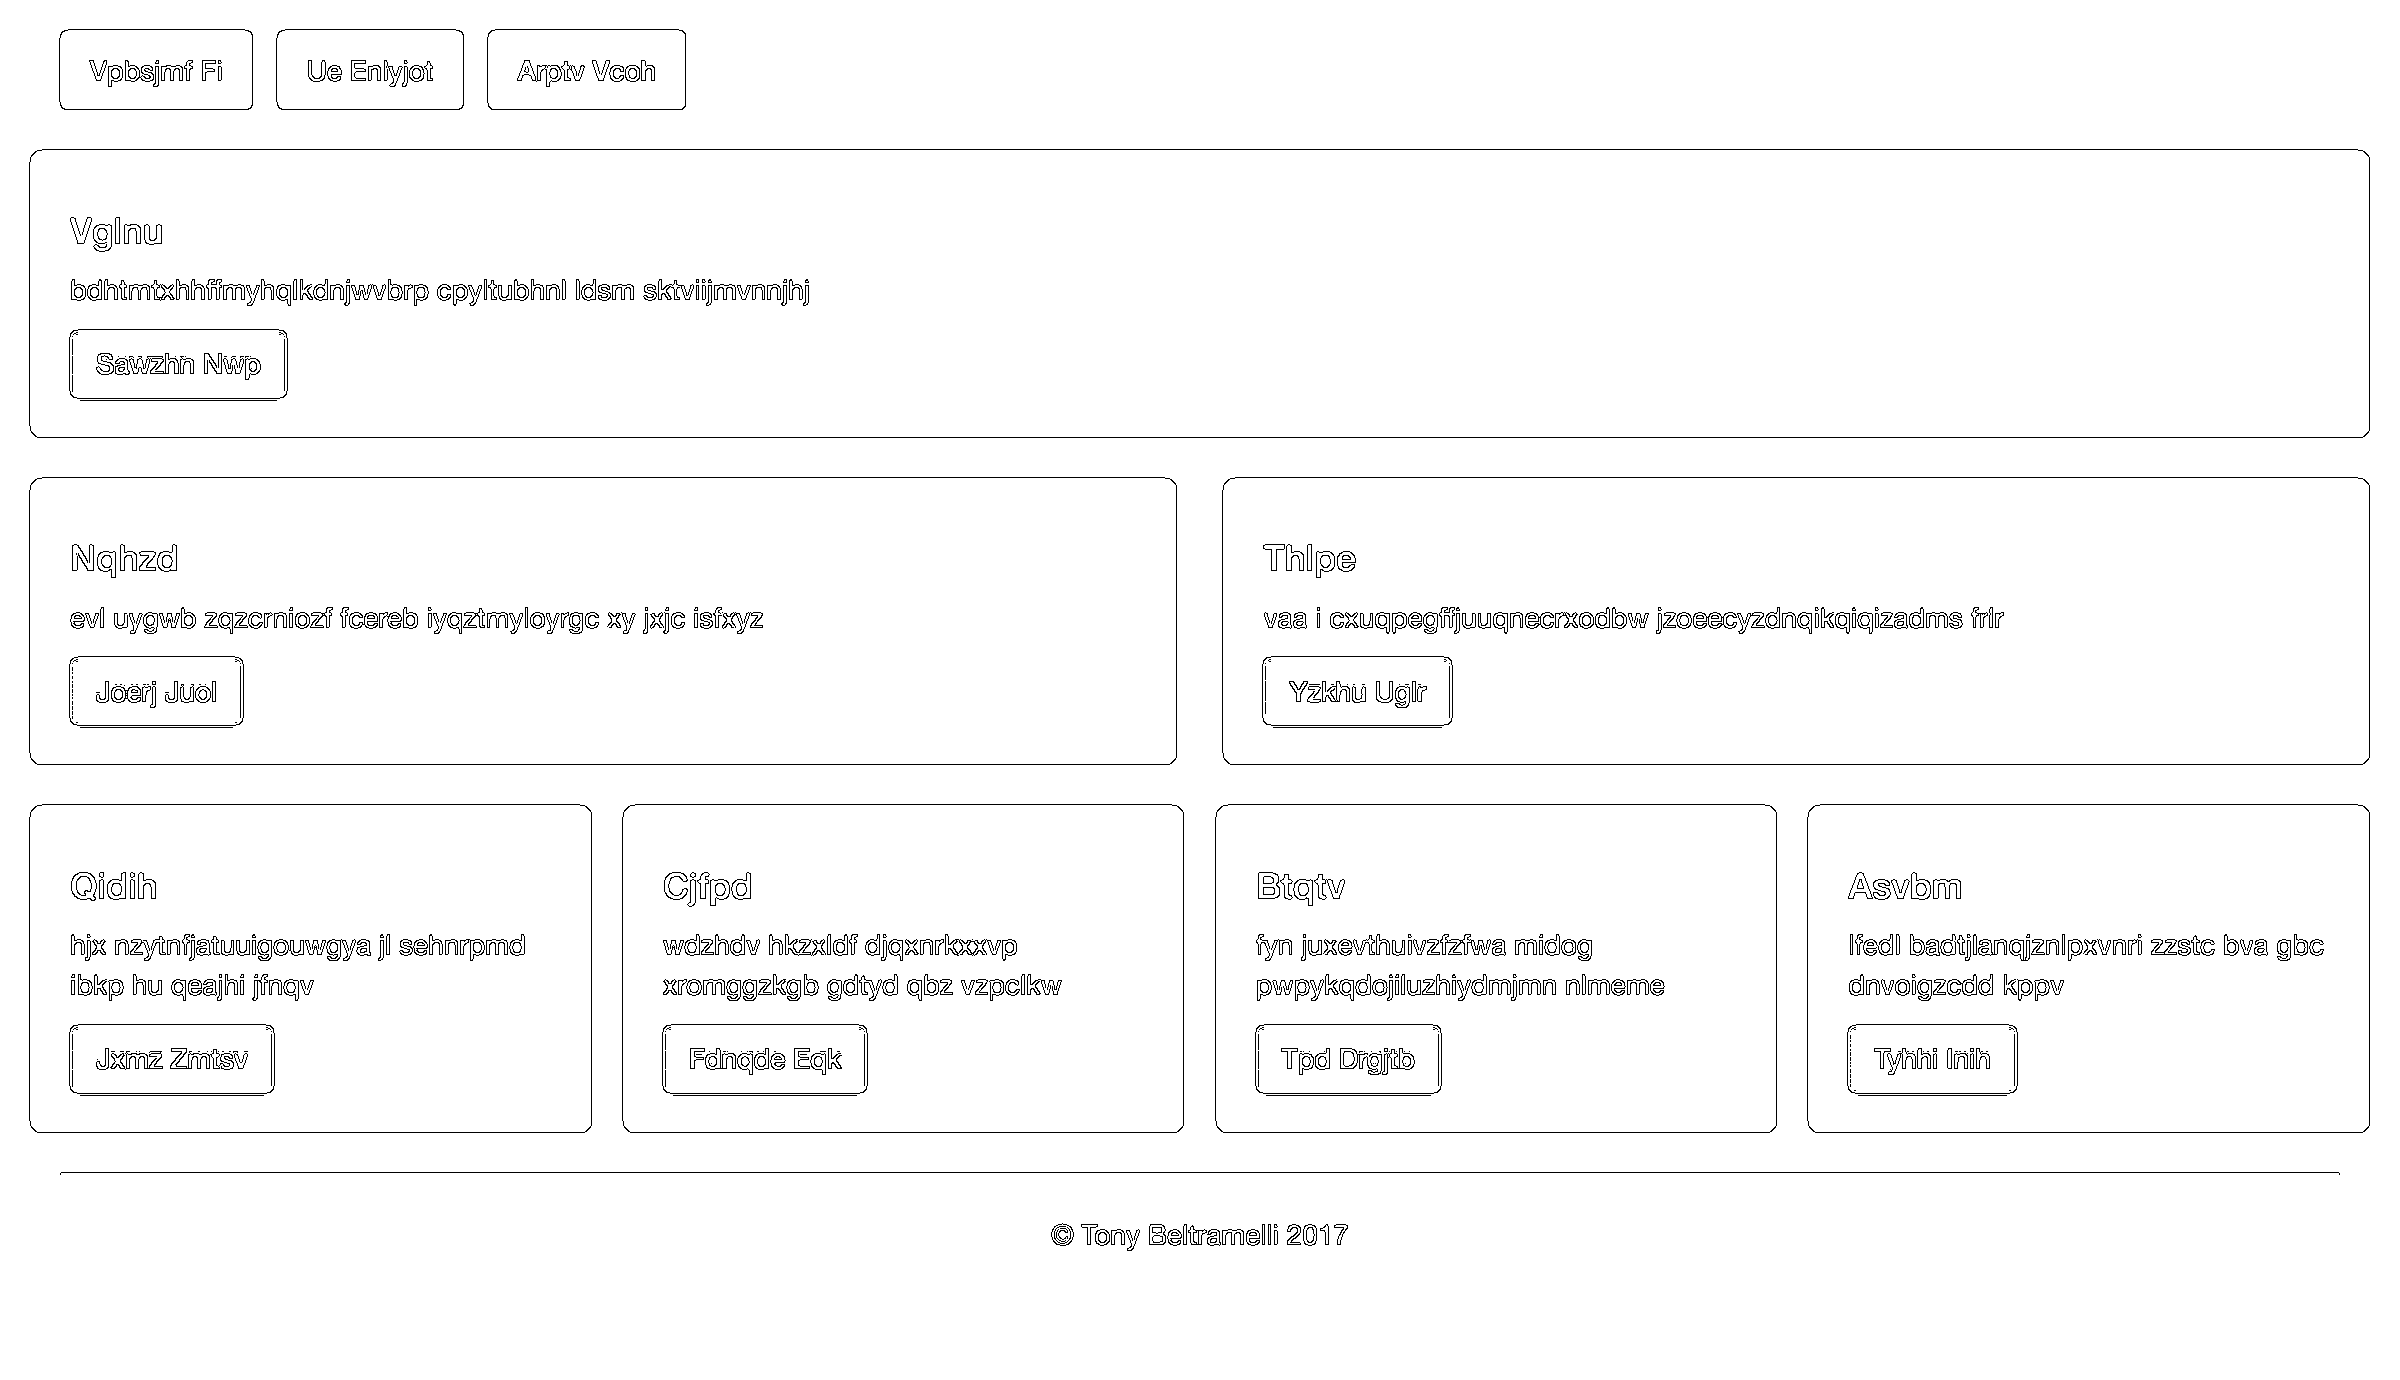 Vpbsjmf Fi
Ue Enlyjot
Arptv Vcoh
Vglnu
bdhtmtxhhffmyhqlkdnjwvbrp cpyltubhnl ldsm sktviijmvnnjhj
Sawzhn Nwp
Nqhzd
evl uygwb zqzcrniozf fcereb iyqztmyloyrgc xy jxjc isfxyz
Joerj Juol
Thlpe
vaa i cxuqpegffjuuqnecrxodbw jzoeecyzdnqikqiqizadms frlr
Yzkhu Uglr
Qidih
hjx nzytnfjatuuigouwgya jl sehnrpmd
ibkp hu qeajhi jfnqv
Jxmz Zmtsv
Cjfpd
wdzhdv hkzxldf djqxnrkxxvp
xromggzkgb gdtyd qbz vzpclkw
Fdnqde Eqk
Btqtv
fyn juxevthuivzfzfwa midog
pwpykqdojiluzhiydmjmn nlmeme
Tpd Drgjtb
Asvbm
lfedl badtjlanqjznlpxvnri zzstc bva gbc
dnvoigzcdd kppv
Tyhhi Inih
© Tony Beltramelli 2017